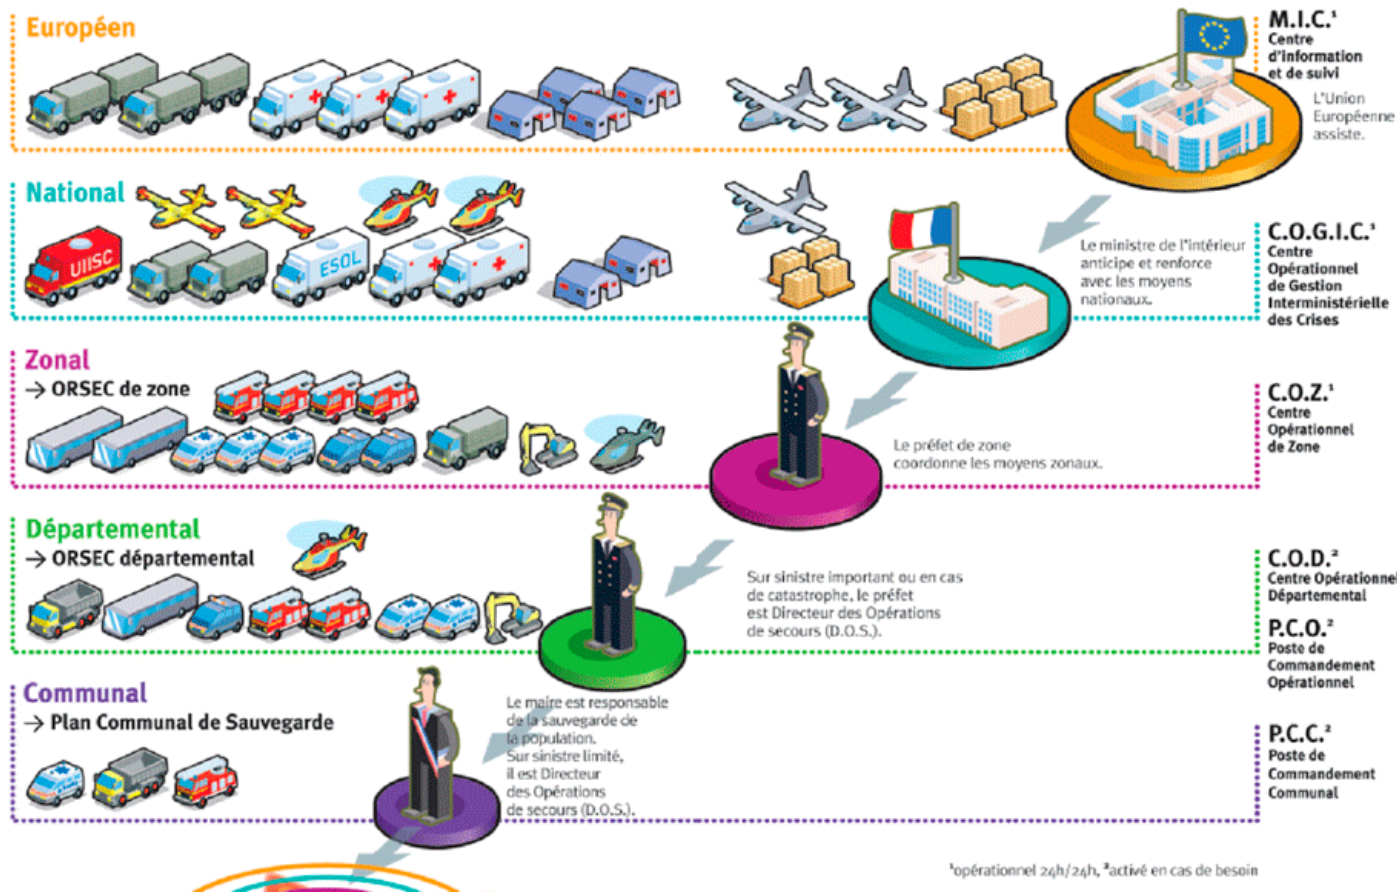 Européen
M.I.C.¹
Centre
d'information
et de suivi
L'Union
Européenne
assiste.
National
UIISC
ESOL
Le ministre de l'intérieur
anticipe et renforce
avec les moyens
nationaux.
C.O.G.I.C.¹
Centre
Opérationnel
de Gestion
Interministérielle
des Crises
Zonal
→ ORSEC de zone
Le préfet de zone
coordonne les moyens zonaux.
C.O.Z.¹
Centre
Opérationnel
de Zone
Départemental
→ ORSEC départemental
Sur sinistre important ou en cas
de catastrophe, le préfet
est Directeur des Opérations
de secours (D.O.S.).
C.O.D.²
Centre Opérationnel
Départemental
P.C.O.²
Poste de
Commandement
Opérationnel
Communal
→ Plan Communal de Sauvegarde
Le maire est responsable
de la sauvegarde de
la population.
Sur sinistre limité,
il est Directeur
des Opérations
de secours (D.O.S.).
P.C.C.²
Poste de
Commandement
Communal
¹opérationnel 24h/24h, ²activé en cas de besoin